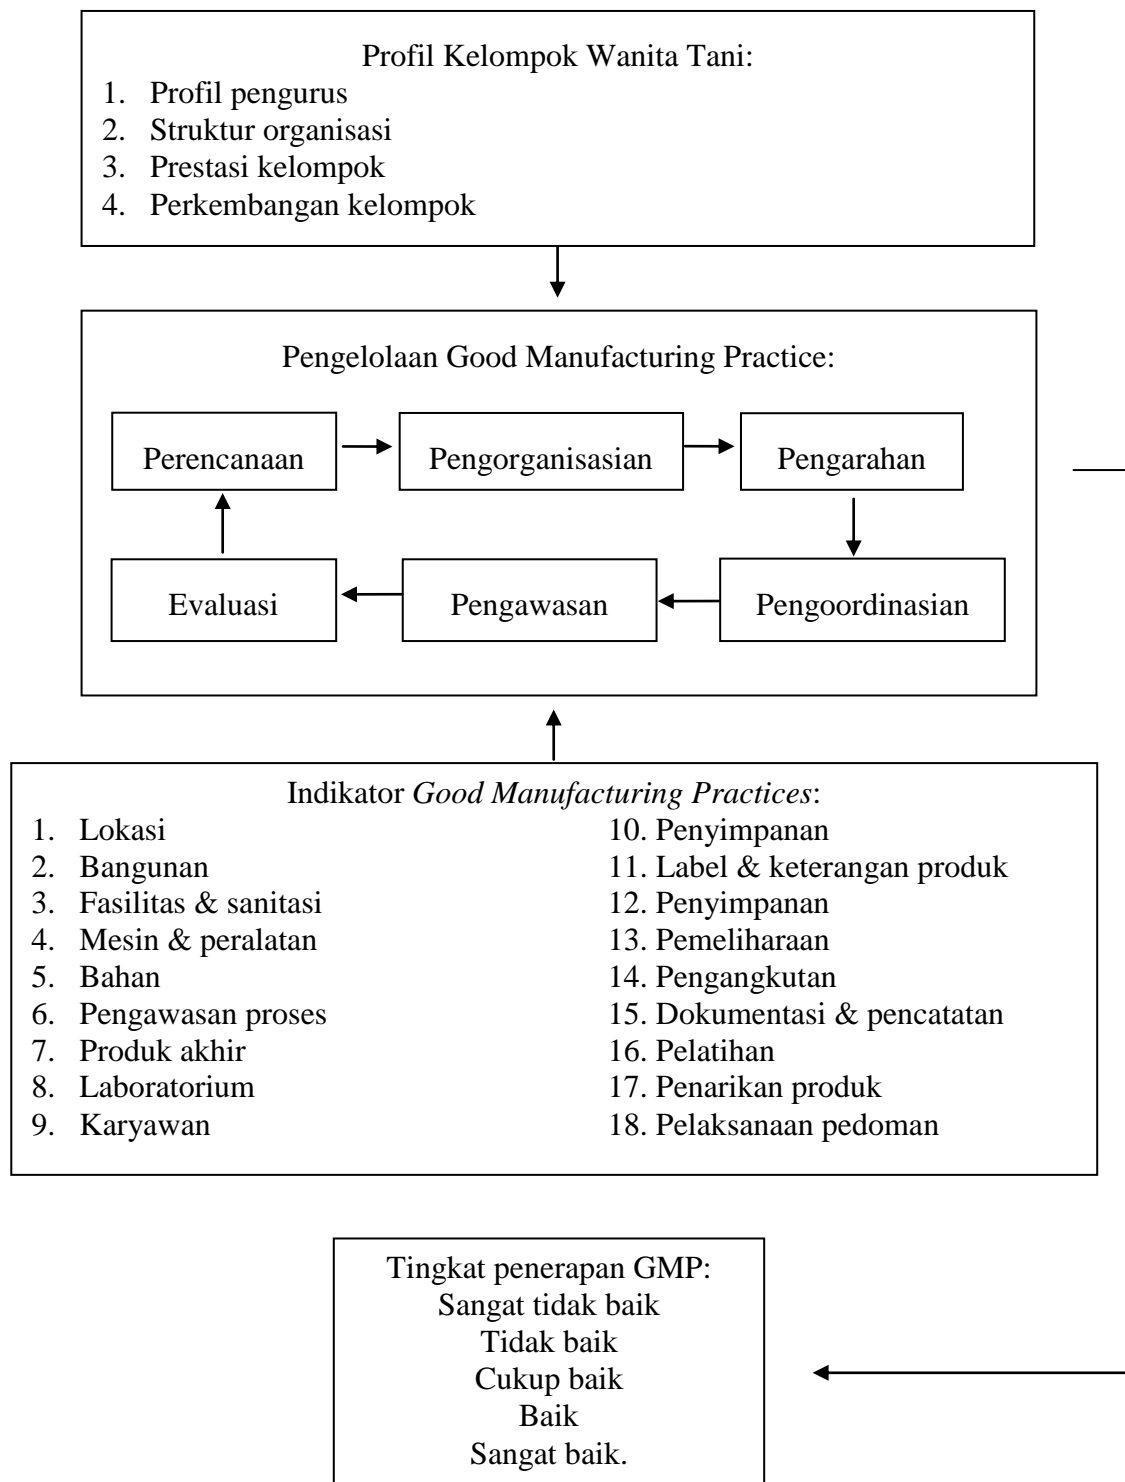 Profil Kelompok Wanita Tani:
1. Profil pengurus
2. Struktur organisasi
3. Prestasi kelompok
4. Perkembangan kelompok
Pengelolaan Good Manufacturing Practice:
Perencanaan
Pengorganisasian
Pengarahan
Evaluasi
Pengawasan
Pengoordinasian
Indikator Good Manufacturing Practices:
1. Lokasi
2. Bangunan
3. Fasilitas & sanitasi
4. Mesin & peralatan
5. Bahan
6. Pengawasan proses
7. Produk akhir
8. Laboratorium
9. Karyawan
10. Penyimpanan
11. Label & keterangan produk
12. Penyimpanan
13. Pemeliharaan
14. Pengangkutan
15. Dokumentasi & pencatatan
16. Pelatihan
17. Penarikan produk
18. Pelaksanaan pedoman
Tingkat penerapan GMP:
Sangat tidak baik
Tidak baik
Cukup baik
Baik
Sangat baik.